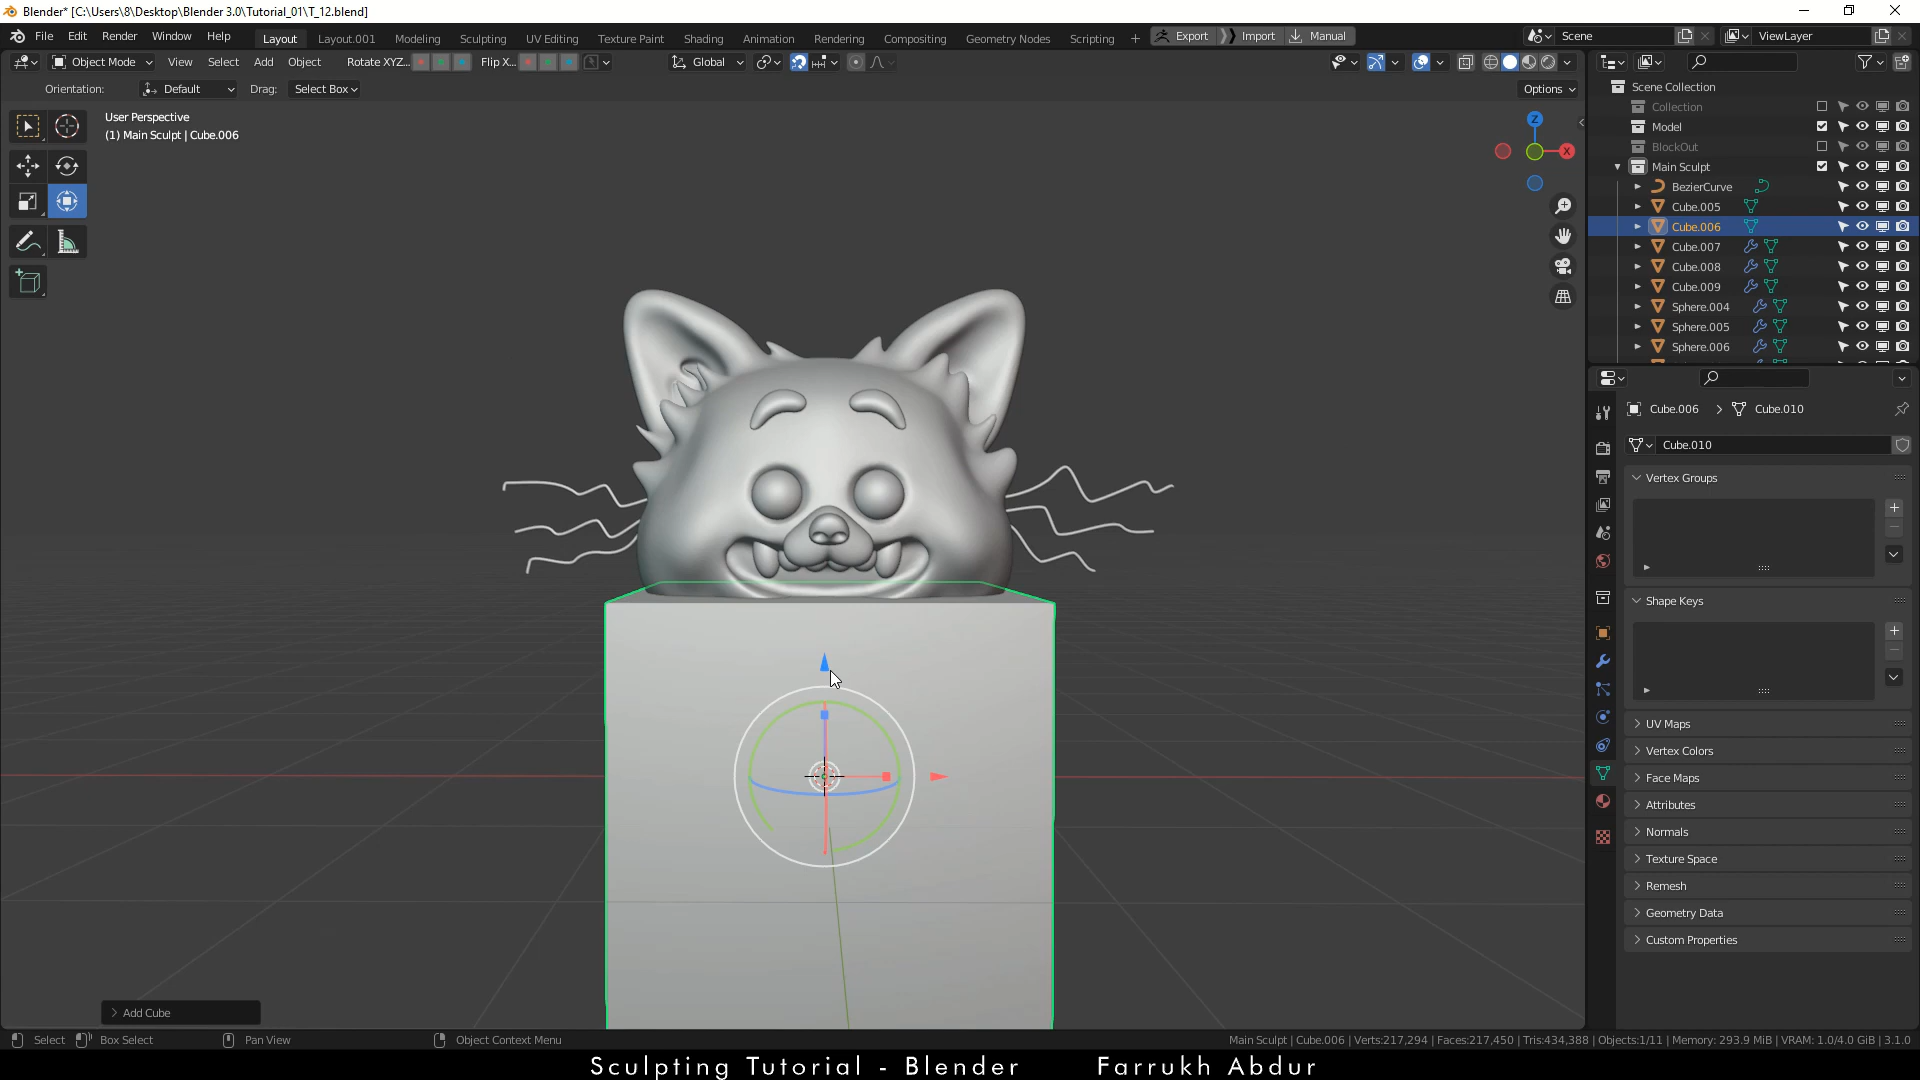 Blender* [C:\Users\8\Desktop\Blender 3.0\Tutorial_01\T_12.blend]
File Edit Render Window Help Layout Layout.001 Modeling Sculpting UV Editing Texture Paint Shading Animation Rendering Compositing Geometry Nodes Scripting + Export Import Manual Scene ViewLayer
Object Mode View Select Add Object Rotate XYZ... Flip X... Global
Orientation: Default Drag: Select Box Options
User Perspective
(1) Main Sculpt | Cube.006
Z
X
Scene Collection
Collection
Model
BlockOut
Main Sculpt
BezierCurve
Cube.005
Cube.006
Cube.007
Cube.008
Cube.009
Sphere.004
Sphere.005
Sphere.006
Cube.006 > Cube.010
Cube.010
Vertex Groups
Shape Keys
UV Maps
Vertex Colors
Face Maps
Attributes
Normals
Texture Space
Remesh
Geometry Data
Custom Properties
> Add Cube
Select Box Select Pan View Object Context Menu Main Sculpt | Cube.006 | Verts:217,294 | Faces:217,450 | Tris:434,388 | Objects:1/11 | Memory: 293.9 MiB | VRAM: 1.0/4.0 GiB | 3.1.0
Sculpting Tutorial - Blender Farrukh Abdur